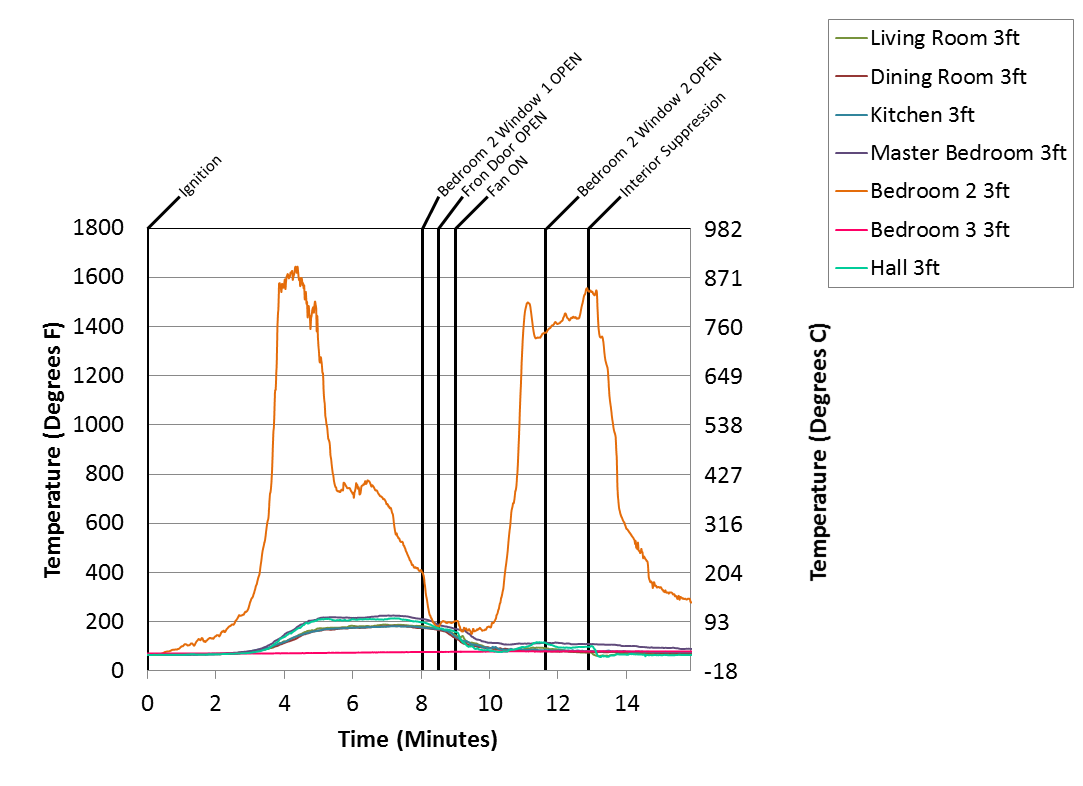 Living Room 3ft
Dining Room 3ft
Kitchen 3ft
Master Bedroom 3ft
Bedroom 2 3ft
Bedroom 3 3ft
Hall 3ft
Ignition
Bedroom 2 Window 1 OPEN
Fron Door OPEN
Fan ON
Bedroom 2 Window 2 OPEN
Interior Suppression
Temperature (Degrees F)
1800
1600
1400
1200
1000
800
600
400
200
0
982
871
760
649
538
427
316
204
93
-18
Temperature (Degrees C)
0 2 4 6 8 10 12 14
Time (Minutes)